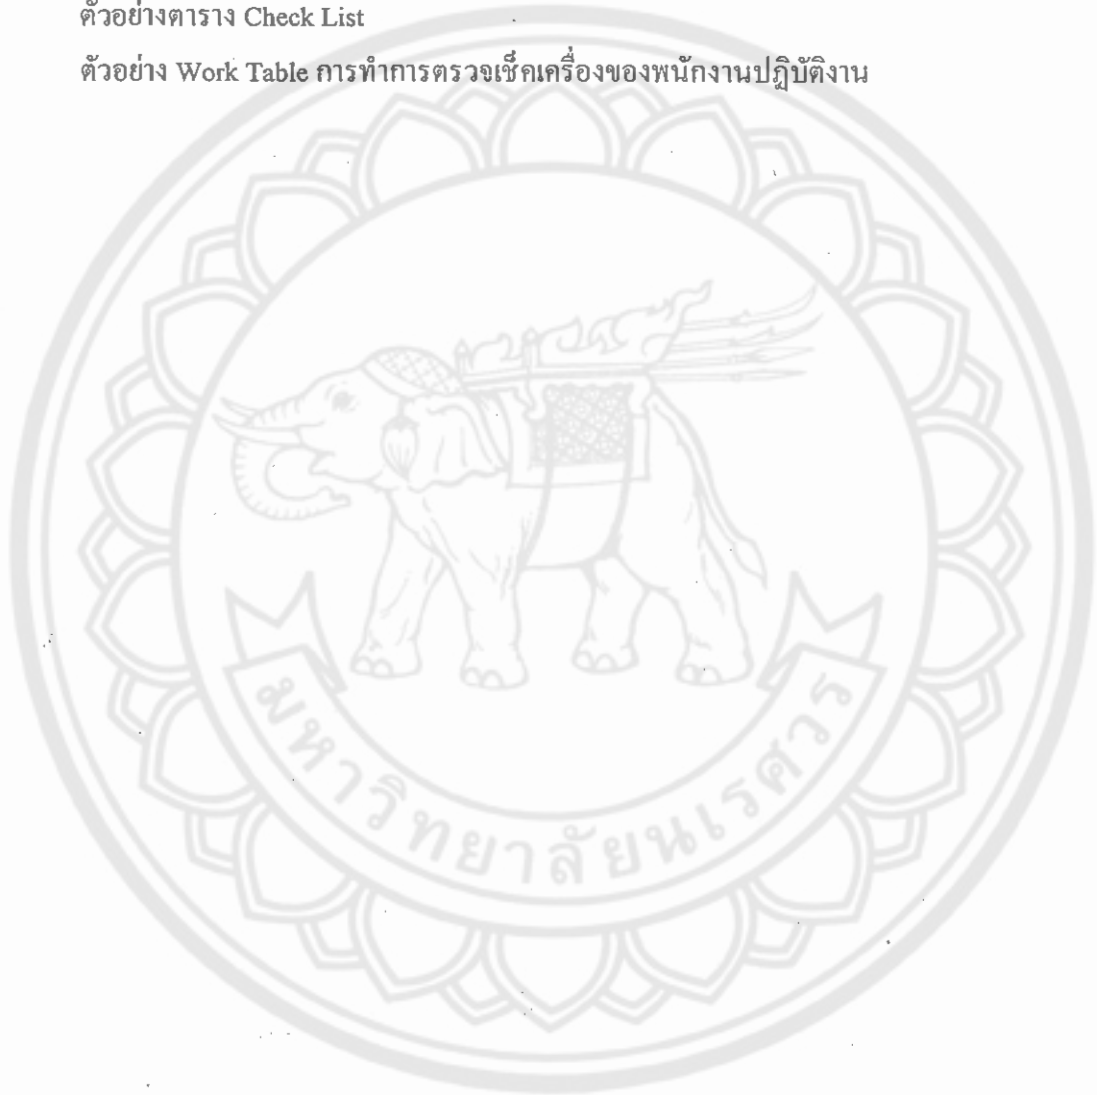 ตัวอย่างตาราง Check List
ตัวอย่าง Work Table การทำการตรวจเช็คเครื่องของพนักงานปฏิบัติงาน
มหาวิทยาลัยนเรศวร